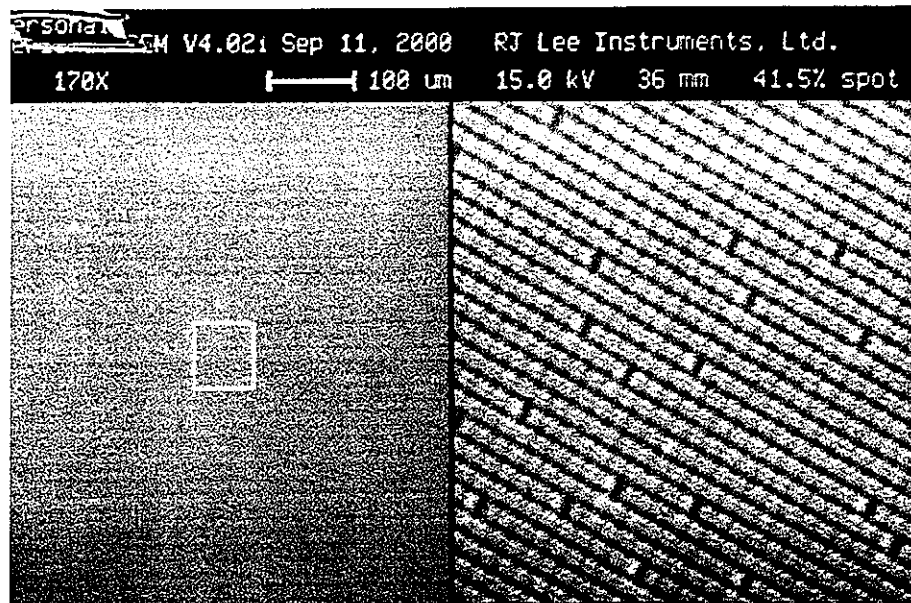 ersonal SEM V4.02i Sep 11, 2000 RJ Lee Instruments, Ltd.
170X 100 um 15.0 kV 36 mm 41.5% spot